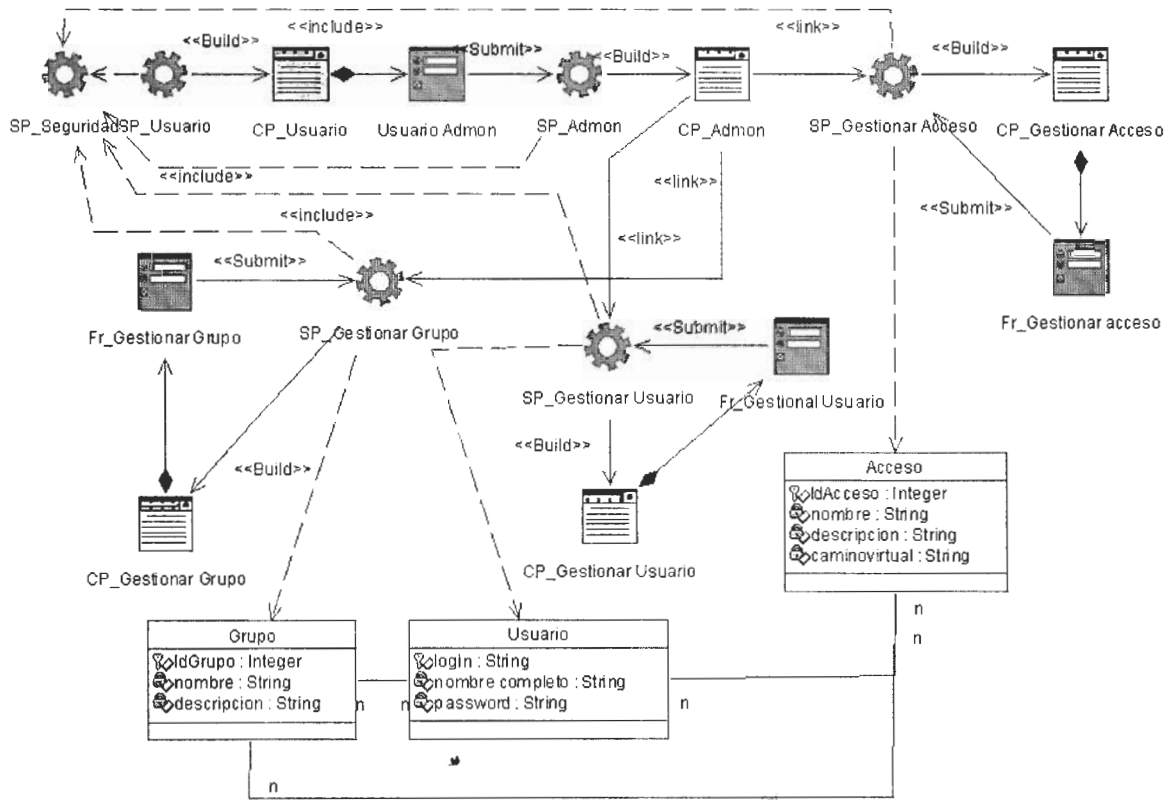 <<include>>
<<link>>
<<Build>>
<<Submit>>
<<Build>>
<<Build>>
SP_Seguridad
SP_Usuario
CP_Usuario
Usuario Admon
SP_Admon
CP_Admon
SP_Gestionar Acceso
CP_Gestionar Acceso
<<include>>
<<link>>
<<include>>
<<Submit>>
<<link>>
<<Submit>>
Fr_Gestionar Grupo
SP_Gestionar Grupo
<<Submit>>
Fr_Gestionar acceso
SP_Gestionar Usuario
Fr_Gestional Usuario
<<Build>>
<<Build>>
CP_Gestionar Grupo
CP_Gestionar Usuario
Acceso
IdAcceso : Integer
nombre : String
descripcion : String
caminovirtual : String
n
n
Grupo
IdGrupo : Integer
nombre : String
descripcion : String
n
n
Usuario
login : String
nombre completo : String
password : String
n
n